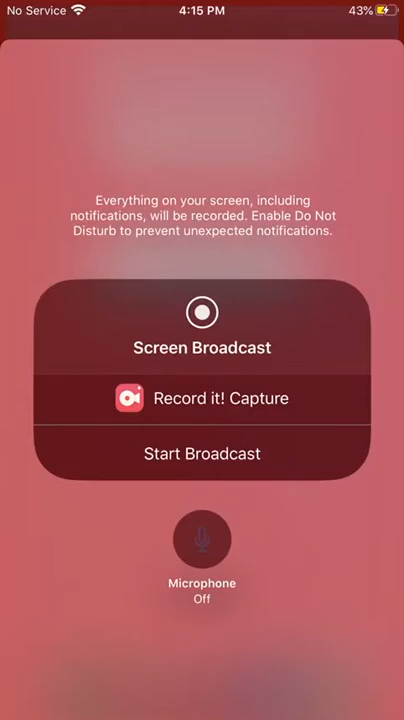 No Service 4:15 PM 43%
Everything on your screen, including
notifications, will be recorded. Enable Do Not
Disturb to prevent unexpected notifications.
Screen Broadcast
Record it! Capture
Start Broadcast
Microphone
Off